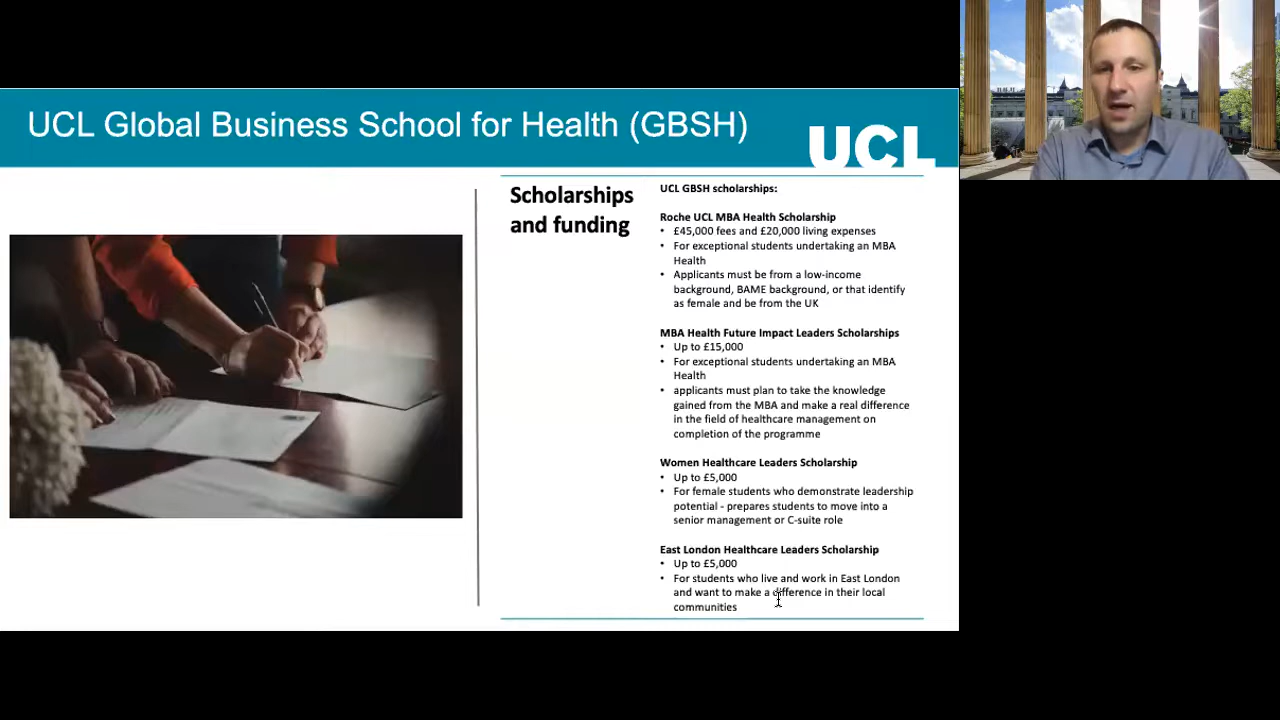 UCL Global Business School for Health (GBSH)
UCL
Scholarships
and funding
UCL GBSH scholarships:
Roche UCL MBA Health Scholarship
• £45,000 fees and £20,000 living expenses
• For exceptional students undertaking an MBA
Health
• Applicants must be from a low-income
background, BAME background, or that identify
as female and be from the UK
MBA Health Future Impact Leaders Scholarships
• Up to £15,000
• For exceptional students undertaking an MBA
Health
• applicants must plan to take the knowledge
gained from the MBA and make a real difference
in the field of healthcare management on
completion of the programme
Women Healthcare Leaders Scholarship
• Up to £5,000
• For female students who demonstrate leadership
potential - prepares students to move into a
senior management or C-suite role
East London Healthcare Leaders Scholarship
• Up to £5,000
• For students who live and work in East London
and want to make a difference in their local
communities